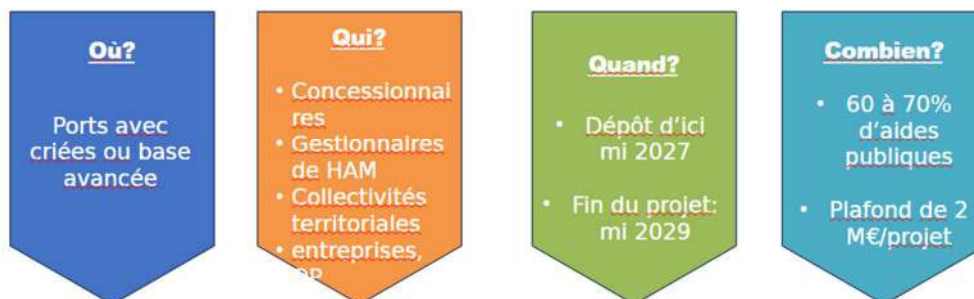 Où?
Ports avec
criées ou base
avancée
Qui?
• Concessionnai
res
• Gestionnaires
de HAM
• Collectivités
territoriales
• entreprises,
Quand?
• Dépôt d’ici
mi 2027
• Fin du projet:
mi 2029
Combien?
• 60 à 70%
d’aides
publiques
• Plafond de 2
M€/projet